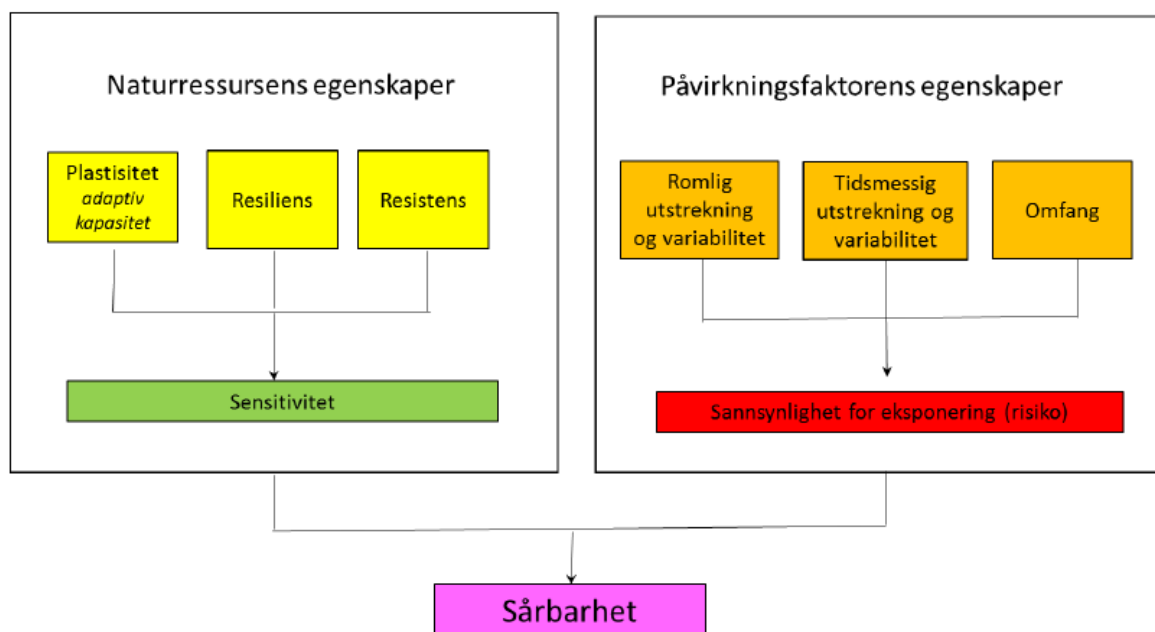 Naturressursens egenskaper
Plastisitet
adaptiv
kapasitet
Resiliens
Resistens
Sensitivitet
Påvirkningsfaktorens egenskaper
Romlig
utstrekning
og variabilitet
Tidsmessig
utstrekning og
variabilitet
Omfang
Sannsynlighet for eksponering (risiko)
Sårbarhet